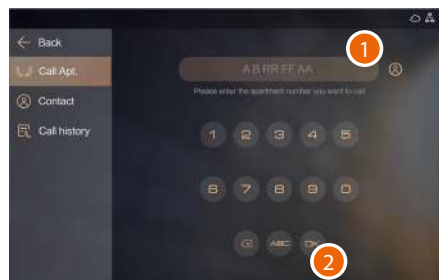 Back
1
Call Apt.
A B RR FF AA
Please enter the apartment number you want to call
Contact
Call history
1 2 3 4 5
6 7 8 9 0
ABC OK
2